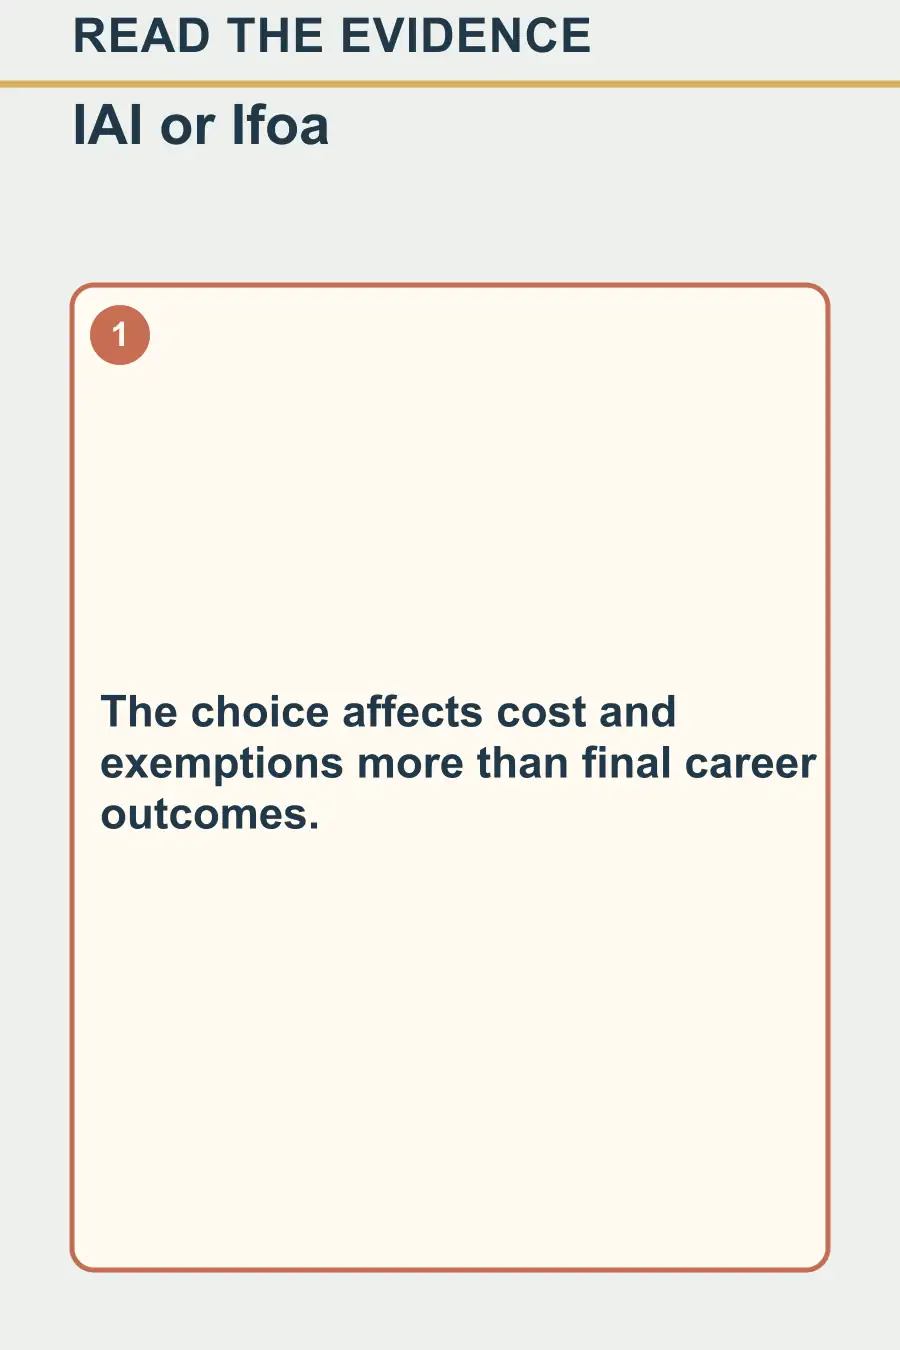 READ THE EVIDENCE
IAI or Ifoa
1
The choice affects cost and
exemptions more than final career
outcomes.